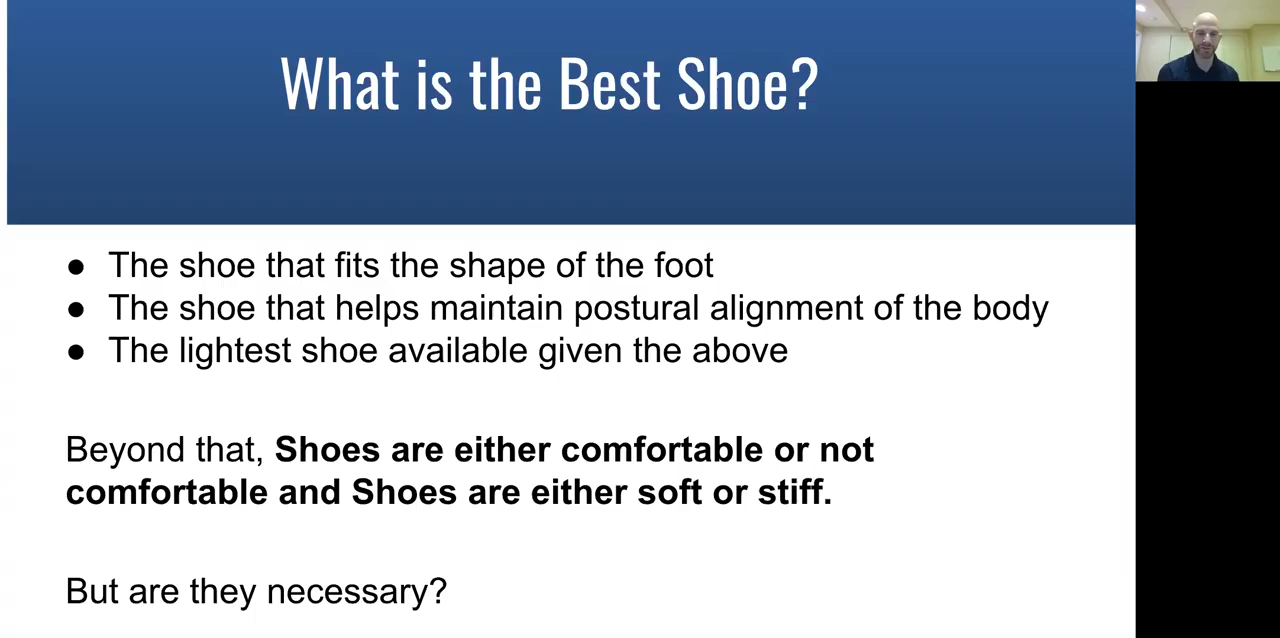 What is the Best Shoe?
● The shoe that fits the shape of the foot
● The shoe that helps maintain postural alignment of the body
● The lightest shoe available given the above
Beyond that, Shoes are either comfortable or not
comfortable and Shoes are either soft or stiff.
But are they necessary?